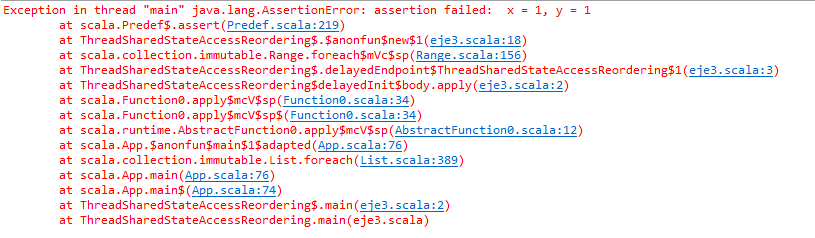 Exception in thread "main" java.lang.AssertionError: assertion failed:  x = 1, y = 1
at scala.Predef$.assert(Predef.scala:219)
at ThreadSharedStateAccessReordering$.$anonfun$new$1(eje3.scala:18)
at scala.collection.immutable.Range.foreach$mVc$sp(Range.scala:156)
at ThreadSharedStateAccessReordering$.delayedEndpoint$ThreadSharedStateAccessReordering$1(eje3.scala:3)
at ThreadSharedStateAccessReordering$delayedInit$body.apply(eje3.scala:2)
at scala.Function0.apply$mcV$sp(Function0.scala:34)
at scala.Function0.apply$mcV$sp$(Function0.scala:34)
at scala.runtime.AbstractFunction0.apply$mcV$sp(AbstractFunction0.scala:12)
at scala.App.$anonfun$main$1$adapted(App.scala:76)
at scala.collection.immutable.List.foreach(List.scala:389)
at scala.App.main(App.scala:76)
at scala.App.main$(App.scala:74)
at ThreadSharedStateAccessReordering$.main(eje3.scala:2)
at ThreadSharedStateAccessReordering.main(eje3.scala)